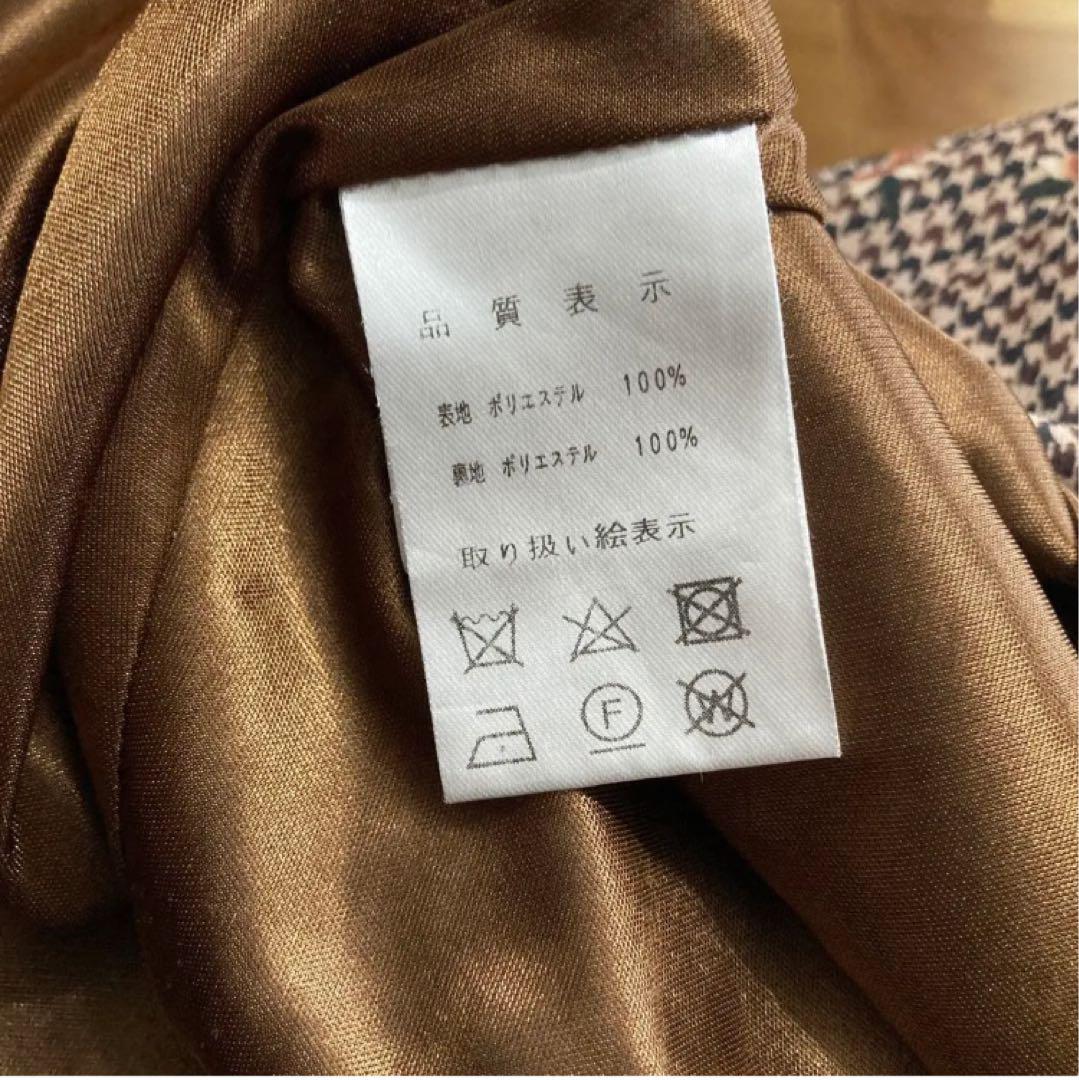 品質表示
表地 ポリエステル 100%
裏地 ポリエステル 100%
取り扱い絵表示
F W